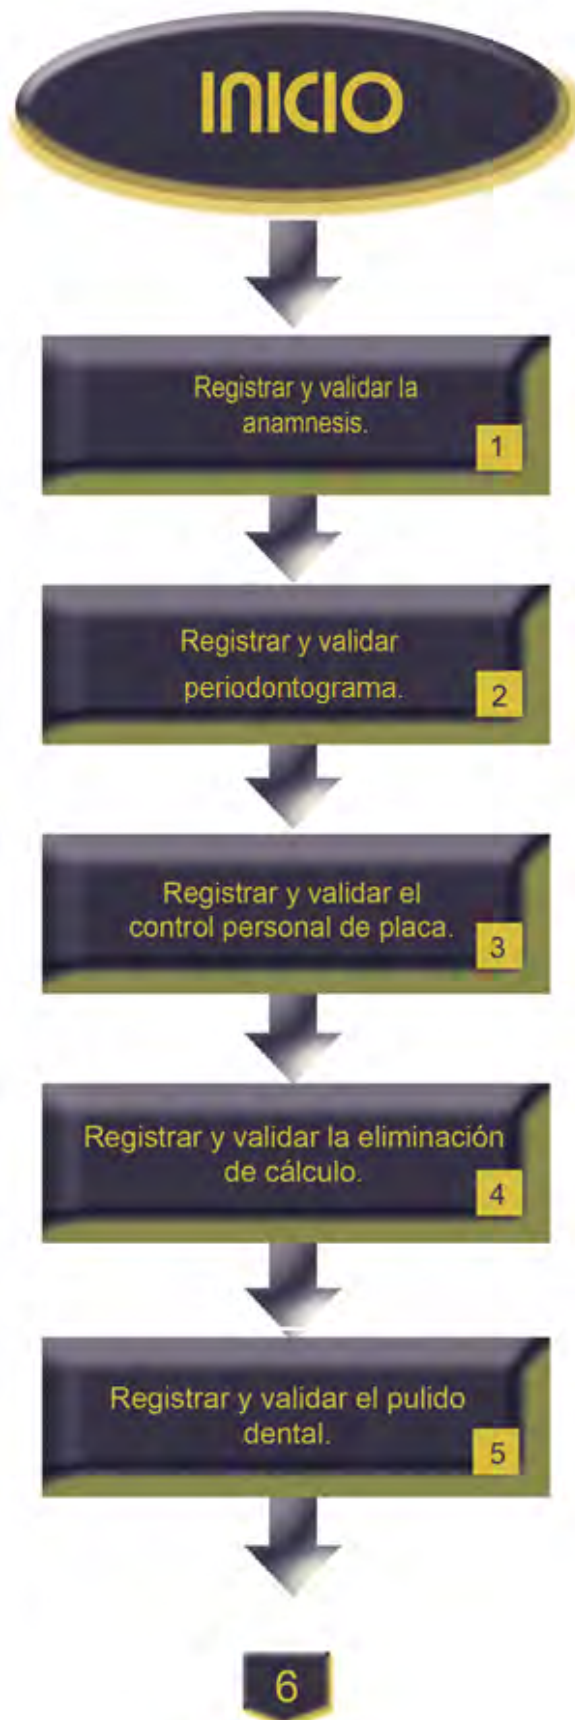 INICIO
Registrar y validar la
anamnesis.
1
Registrar y validar
periodontograma.
2
Registrar y validar el
control personal de placa.
3
Registrar y validar la eliminación
de cálculo.
4
Registrar y validar el pulido
dental.
5
6